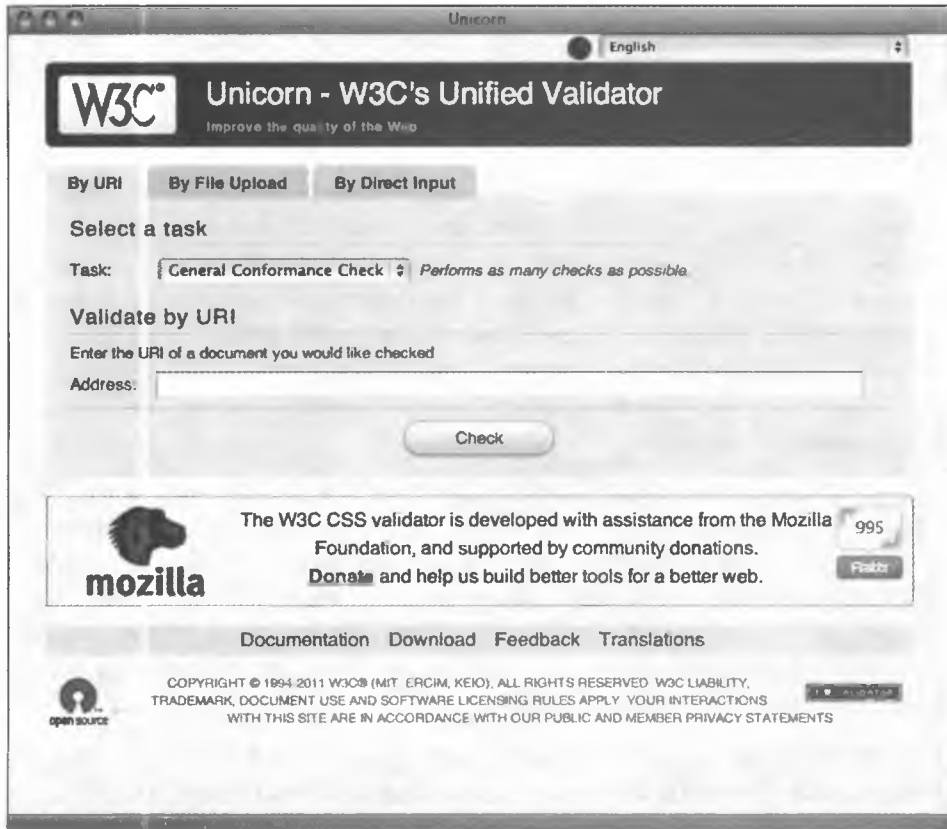 Unicorn
English
W3C®
Unicorn - W3C's Unified Validator
Improve the quality of the Web
By URI By File Upload By Direct Input
Select a task
Task: General Conformance Check Performs as many checks as possible.
Validate by URI
Enter the URI of a document you would like checked
Address:
Check
The W3C CSS validator is developed with assistance from the Mozilla
Foundation, and supported by community donations.
Donate and help us build better tools for a better web.
mozilla
995
Flattr
Documentation Download Feedback Translations
COPYRIGHT © 1994-2011 W3C® (MIT, ERCIM, KEIO), ALL RIGHTS RESERVED. W3C LIABILITY,
TRADEMARK, DOCUMENT USE AND SOFTWARE LICENSING RULES APPLY. YOUR INTERACTIONS
WITH THIS SITE ARE IN ACCORDANCE WITH OUR PUBLIC AND MEMBER PRIVACY STATEMENTS
open source
VALIDATOR